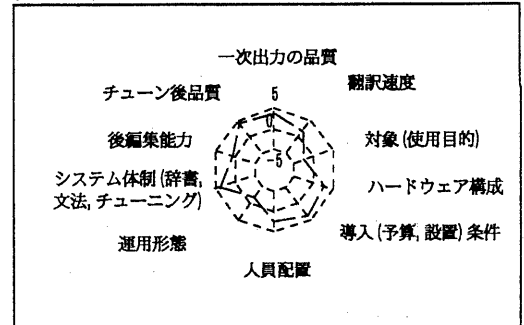 一次出力の品質
チューン後品質
翻訳速度
5
0
-5
後編集能力
対象 (使用目的)
システム体制 (辞書,
文法, チューニング)
ハードウェア構成
導入 (予算, 設置) 条件
運用形態
人員配置